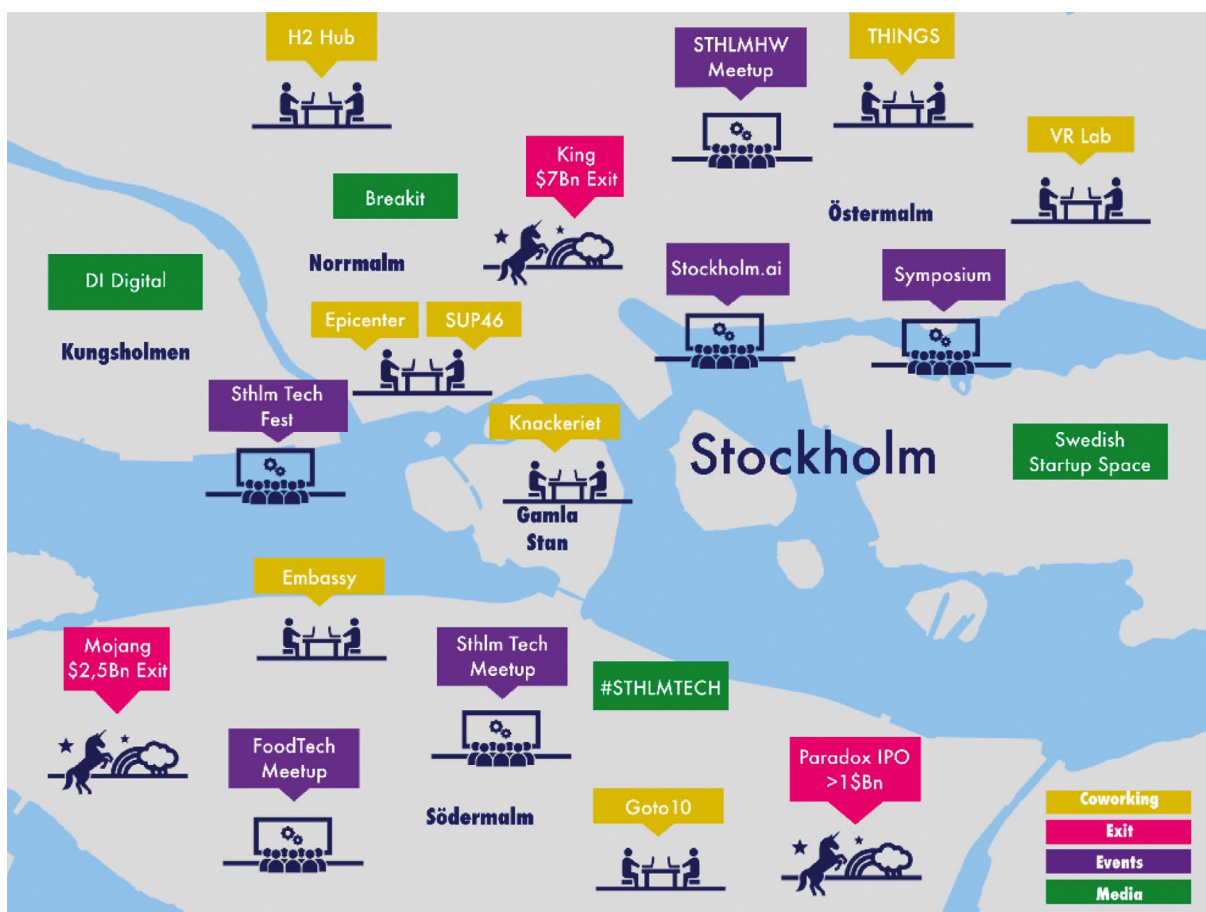 H2 Hub
STHLMHW
Meetup
THINGS
King
$7Bn Exit
VR Lab
Breakit
Östermalm
Norrmalm
DI Digital
Stockholm.ai
Symposium
Epicenter
SUP46
Kungsholmen
Sthlm Tech
Fest
Knackeriet
Stockholm
Swedish
Startup Space
Gamla
Stan
Embassy
Mojang
$2,5Bn Exit
Sthlm Tech
Meetup
#STHLMTECH
FoodTech
Meetup
Paradox IPO
>1$Bn
Södermalm
Goto10
Coworking
Exit
Events
Media